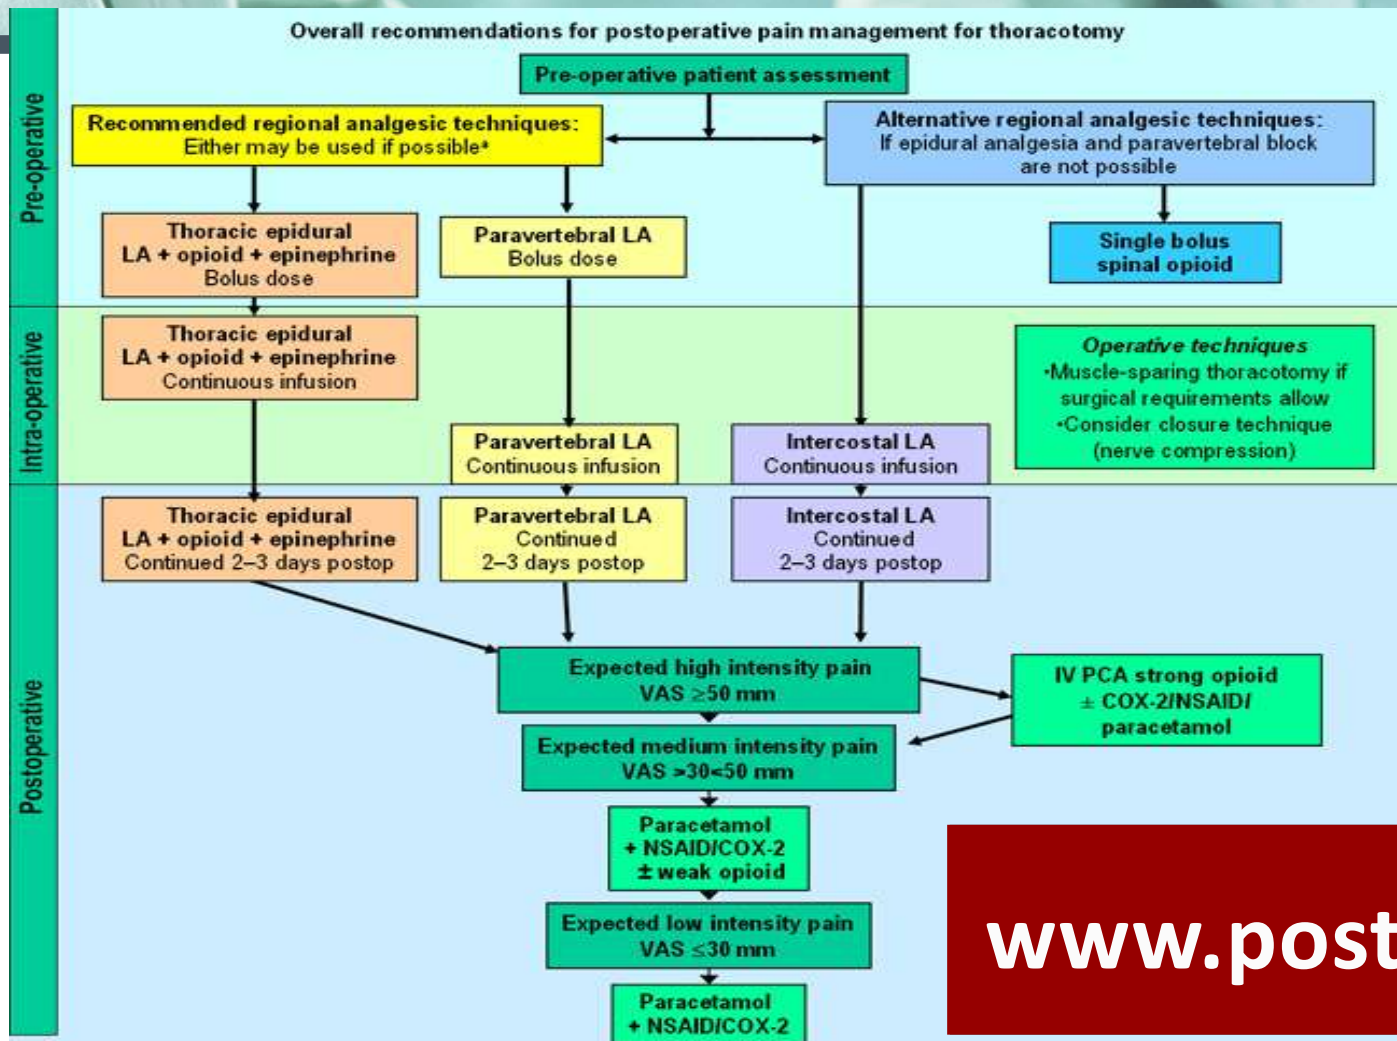 Overall recommendations for postoperative pain management for thoracotomy
Pre-operative
Pre-operative patient assessment
Recommended regional analgesic techniques:
Either may be used if possibleª
Alternative regional analgesic techniques:
If epidural analgesia and paravertebral block
are not possible
Thoracic epidural
LA + opioid + epinephrine
Bolus dose
Paravertebral LA
Bolus dose
Single bolus
spinal opioid
Intra-operative
Thoracic epidural
LA + opioid + epinephrine
Continuous infusion
Paravertebral LA
Continuous infusion
Intercostal LA
Continuous infusion
Operative techniques
•Muscle-sparing thoracotomy if
surgical requirements allow
•Consider closure technique
(nerve compression)
Postoperative
Thoracic epidural
LA + opioid + epinephrine
Continued 2–3 days postop
Paravertebral LA
Continued
2–3 days postop
Intercostal LA
Continued
2–3 days postop
Expected high intensity pain
VAS ≥50 mm
IV PCA strong opioid
± COX-2/NSAID/
paracetamol
Expected medium intensity pain
VAS >30<50 mm
Paracetamol
+ NSAID/COX-2
± weak opioid
Expected low intensity pain
VAS ≤30 mm
Paracetamol
+ NSAID/COX-2
www.post